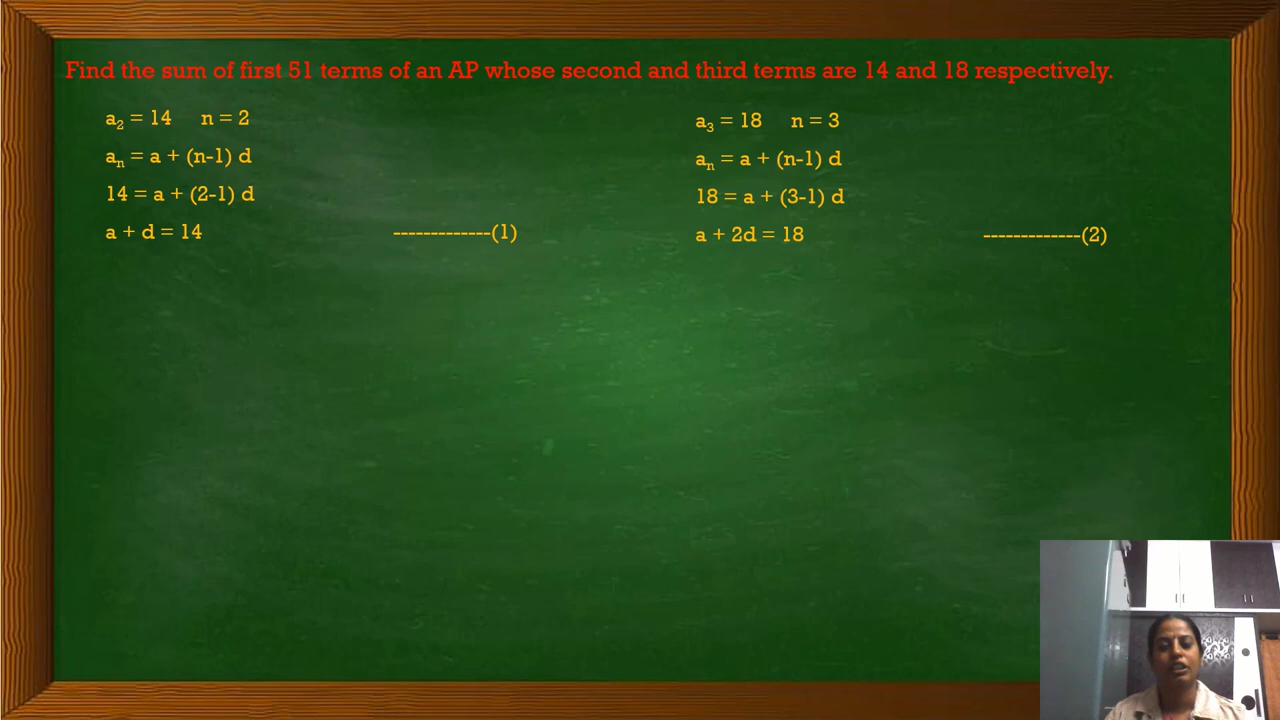 Find the sum of first 51 terms of an AP whose second and third terms are 14 and 18 respectively.
a₂ = 14 n = 2
aₙ = a + (n-1) d
14 = a + (2-1) d
a + d = 14 -------------(1)
a₃ = 18 n = 3
aₙ = a + (n-1) d
18 = a + (3-1) d
a + 2d = 18 -------------(2)